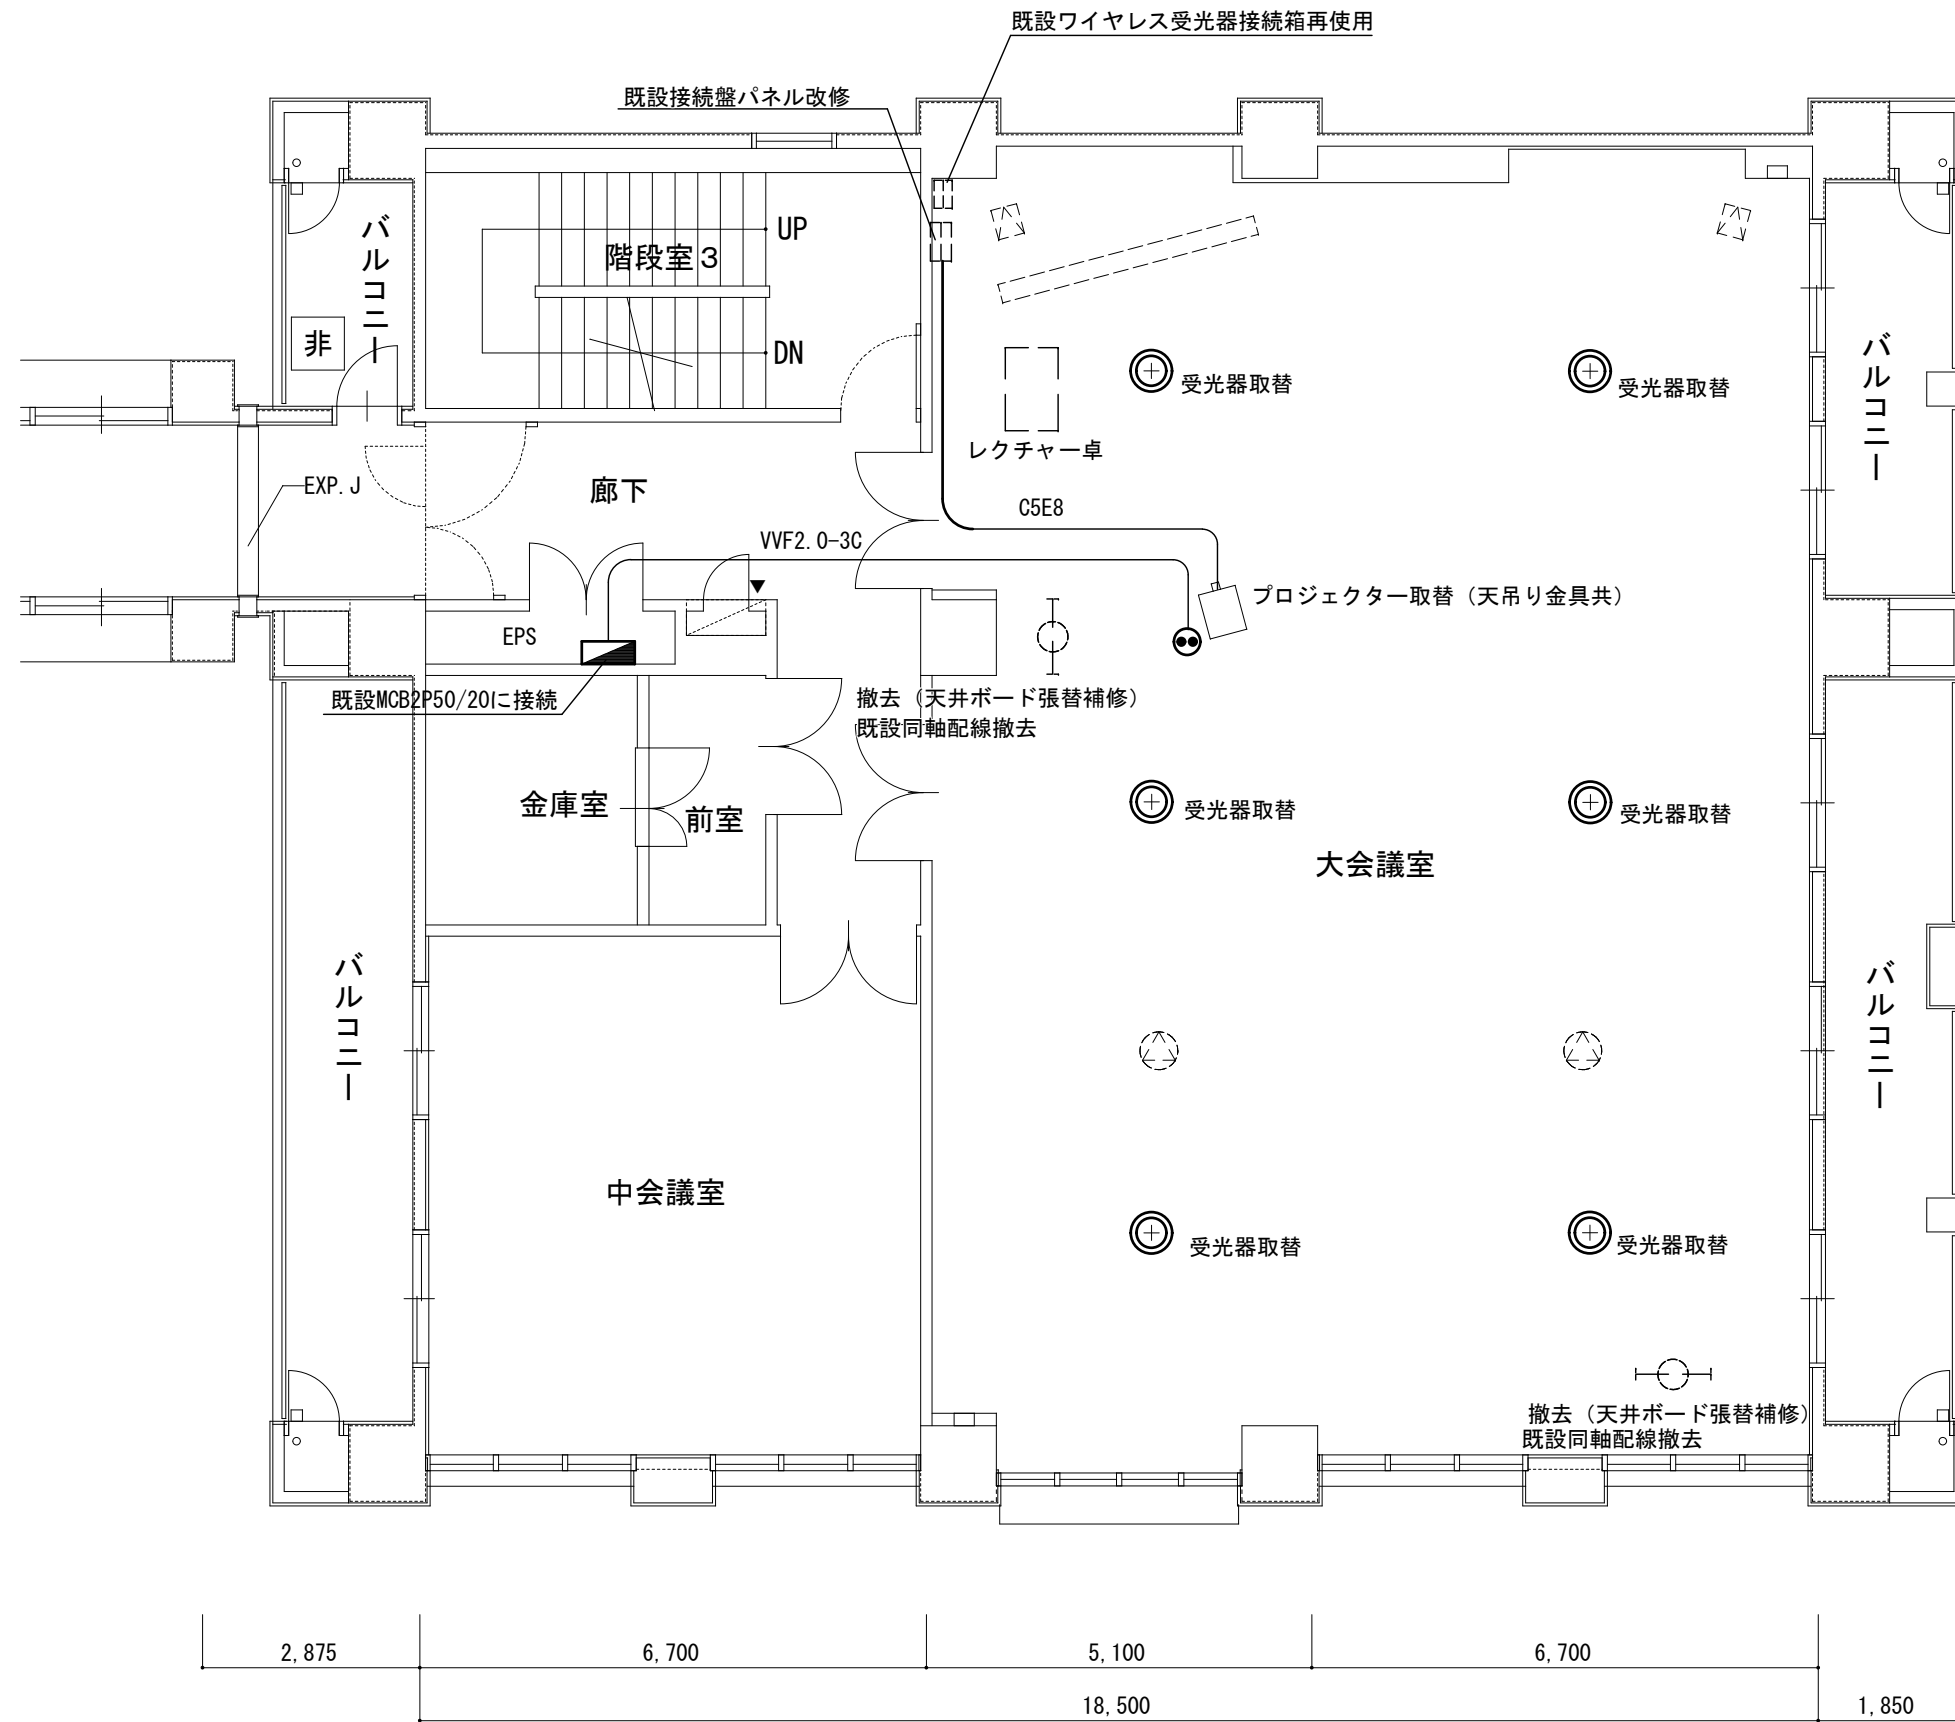 既設ワイヤレス受光器接続箱再使用
既設接続盤パネル改修
バルコニー
UP
階段室3
非
DN
バルコニー
受光器取替
受光器取替
レクチャー卓
EXP.J
廊下
C5E8
VVF2.0-3C
プロジェクター取替（天吊り金具共）
EPS
既設MCB2P50/20に接続
撤去（天井ボード張替補修）
既設同軸配線撤去
金庫室
前室
受光器取替
受光器取替
大会議室
バルコニー
バルコニー
中会議室
受光器取替
受光器取替
撤去（天井ボード張替補修）
既設同軸配線撤去
2,875
6,700
5,100
6,700
18,500
1,850